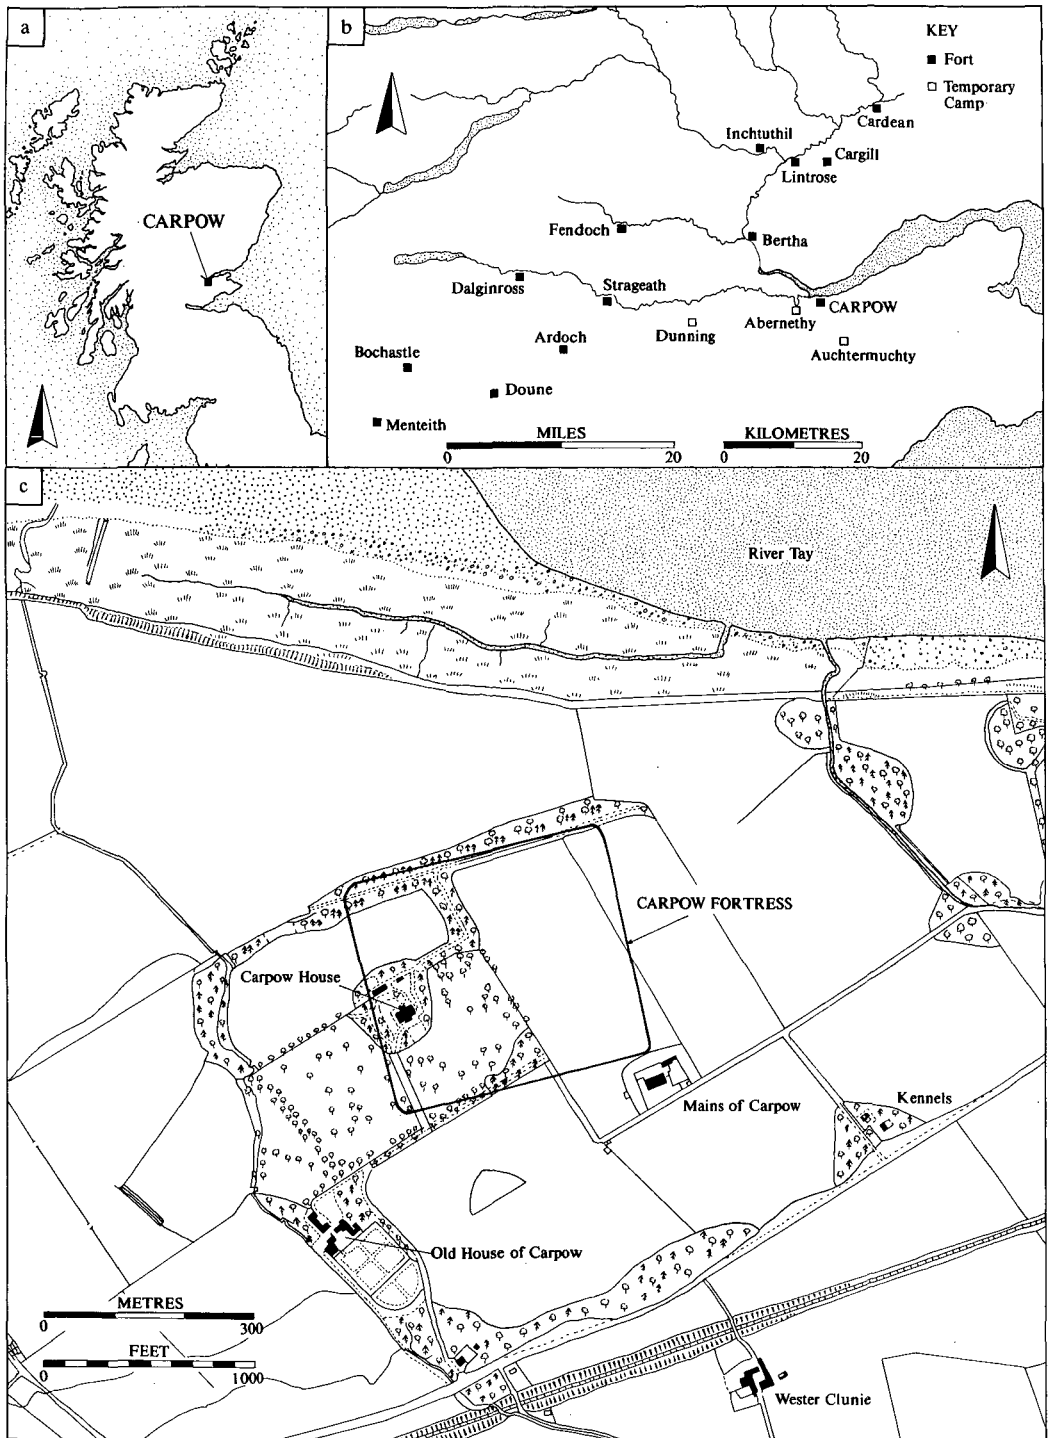 a
CARPOW
b
KEY
Fort
Temporary
Camp
Cardean
Inchtuthil
Cargill
Lintrose
Fendoch
Bertha
Dalginross
Strageath
CARPOW
Abernethy
Dunning
Auchtermuchty
Ardoch
Bochastle
Doune
Menteith
MILES
0 20
KILOMETRES
0 20
c
River Tay
CARPOW FORTRESS
Carpow House
Mains of Carpow
Kennels
Old House of Carpow
METRES
0 300
FEET
0 1000
Wester Clunie